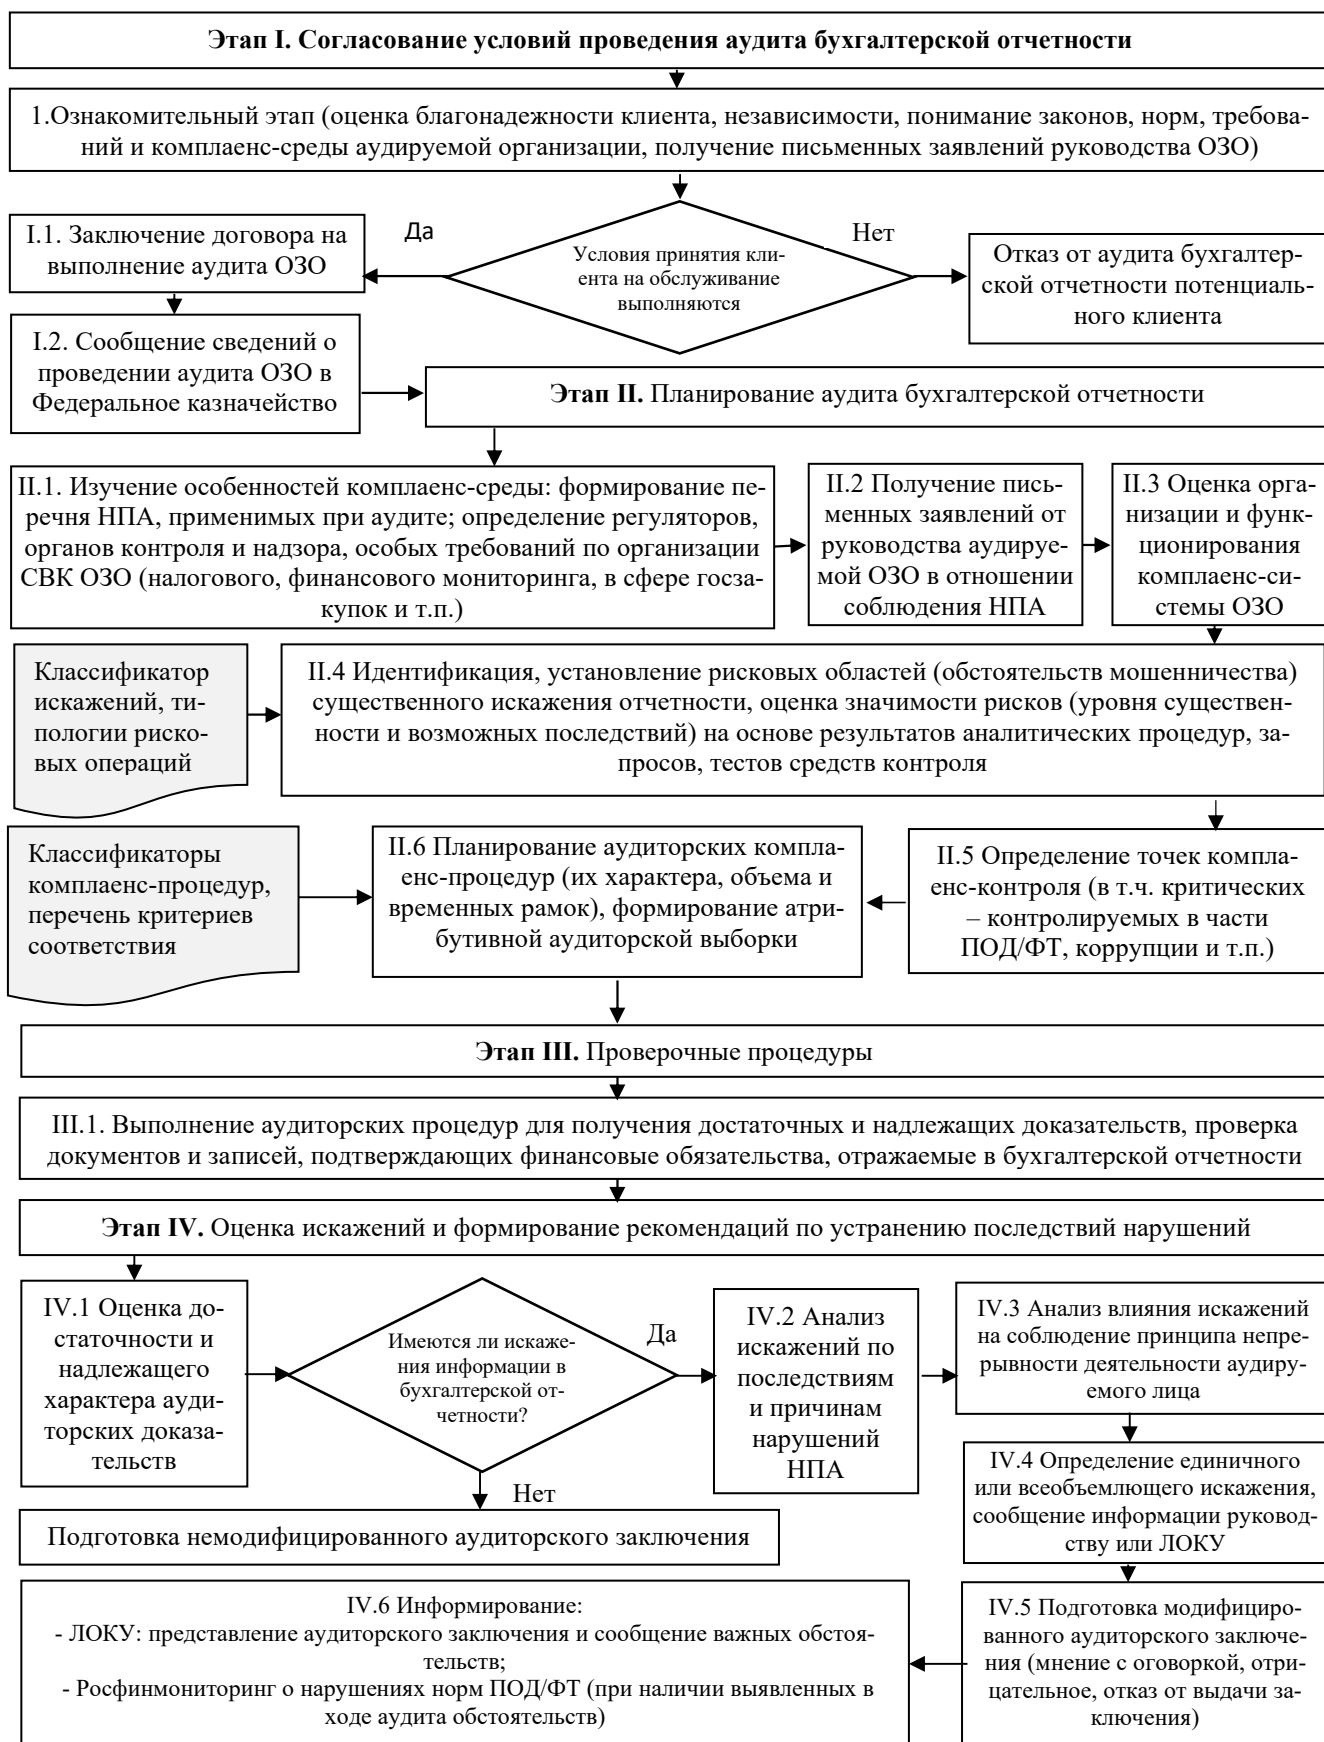 Этап I. Согласование условий проведения аудита бухгалтерской отчетности
1.Ознакомительный этап (оценка благонадежности клиента, независимости, понимание законов, норм, требова-
ний и комплаенс-среды аудируемой организации, получение письменных заявлений руководства ОЗО)
I.1. Заключение договора на
выполнение аудита ОЗО
Да
Условия принятия кли-
ента на обслуживание
выполняются
Нет
Отказ от аудита бухгалтер-
ской отчетности потенциаль-
ного клиента
I.2. Сообщение сведений о
проведении аудита ОЗО в
Федеральное казначейство
Этап II. Планирование аудита бухгалтерской отчетности
II.1. Изучение особенностей комплаенс-среды: формирование пе-
речня НПА, применимых при аудите; определение регуляторов,
органов контроля и надзора, особых требований по организации
СВК ОЗО (налогового, финансового мониторинга, в сфере госза-
купок и т.п.)
II.2 Получение пись-
менных заявлений от
руководства аудируе-
мой ОЗО в отношении
соблюдения НПА
II.3 Оценка орга-
низации и функ-
ционирования
комплаенс-си-
стемы ОЗО
Классификатор
искажений, ти-
пологии риско-
вых операций
II.4 Идентификация, установление рисковых областей (обстоятельств мошенничества)
существенного искажения отчетности, оценка значимости рисков (уровня существен-
ности и возможных последствий) на основе результатов аналитических процедур, за-
просов, тестов средств контроля
Классификаторы
комплаенс-процедур,
перечень критериев
соответствия
II.6 Планирование аудиторских компла-
енс-процедур (их характера, объема и
временных рамок), формирование атри-
бутивной аудиторской выборки
II.5 Определение точек компла-
енс-контроля (в т.ч. критических
– контролируемых в части
ПОД/ФТ, коррупции и т.п.)
Этап III. Проверочные процедуры
III.1. Выполнение аудиторских процедур для получения достаточных и надлежащих доказательств, проверка
документов и записей, подтверждающих финансовые обязательства, отражаемые в бухгалтерской отчетности
Этап IV. Оценка искажений и формирование рекомендаций по устранению последствий нарушений
IV.1 Оценка до-
статочности и
надлежащего
характера ауди-
торских доказа-
тельств
Имеются ли искаже-
ния информации в
бухгалтерской от-
четности?
Да
IV.2 Анализ
искажений по
последствиям
и причинам
нарушений
НПА
IV.3 Анализ влияния искажений
на соблюдение принципа непре-
рывности деятельности аудиру-
емого лица
Нет
Подготовка немодифицированного аудиторского заключения
IV.4 Определение единичного
или всеобъемлющего искажения,
сообщение информации руковод-
ству или ЛОКУ
IV.6 Информирование:
- ЛОКУ: представление аудиторского заключения и сообщение важных обстоя-
тельств;
- Росфинмониторинг о нарушениях норм ПОД/ФТ (при наличии выявленных в
ходе аудита обстоятельств)
IV.5 Подготовка модифициро-
ванного аудиторского заключе-
ния (мнение с оговоркой, отри-
цательное, отказ от выдачи за-
ключения)